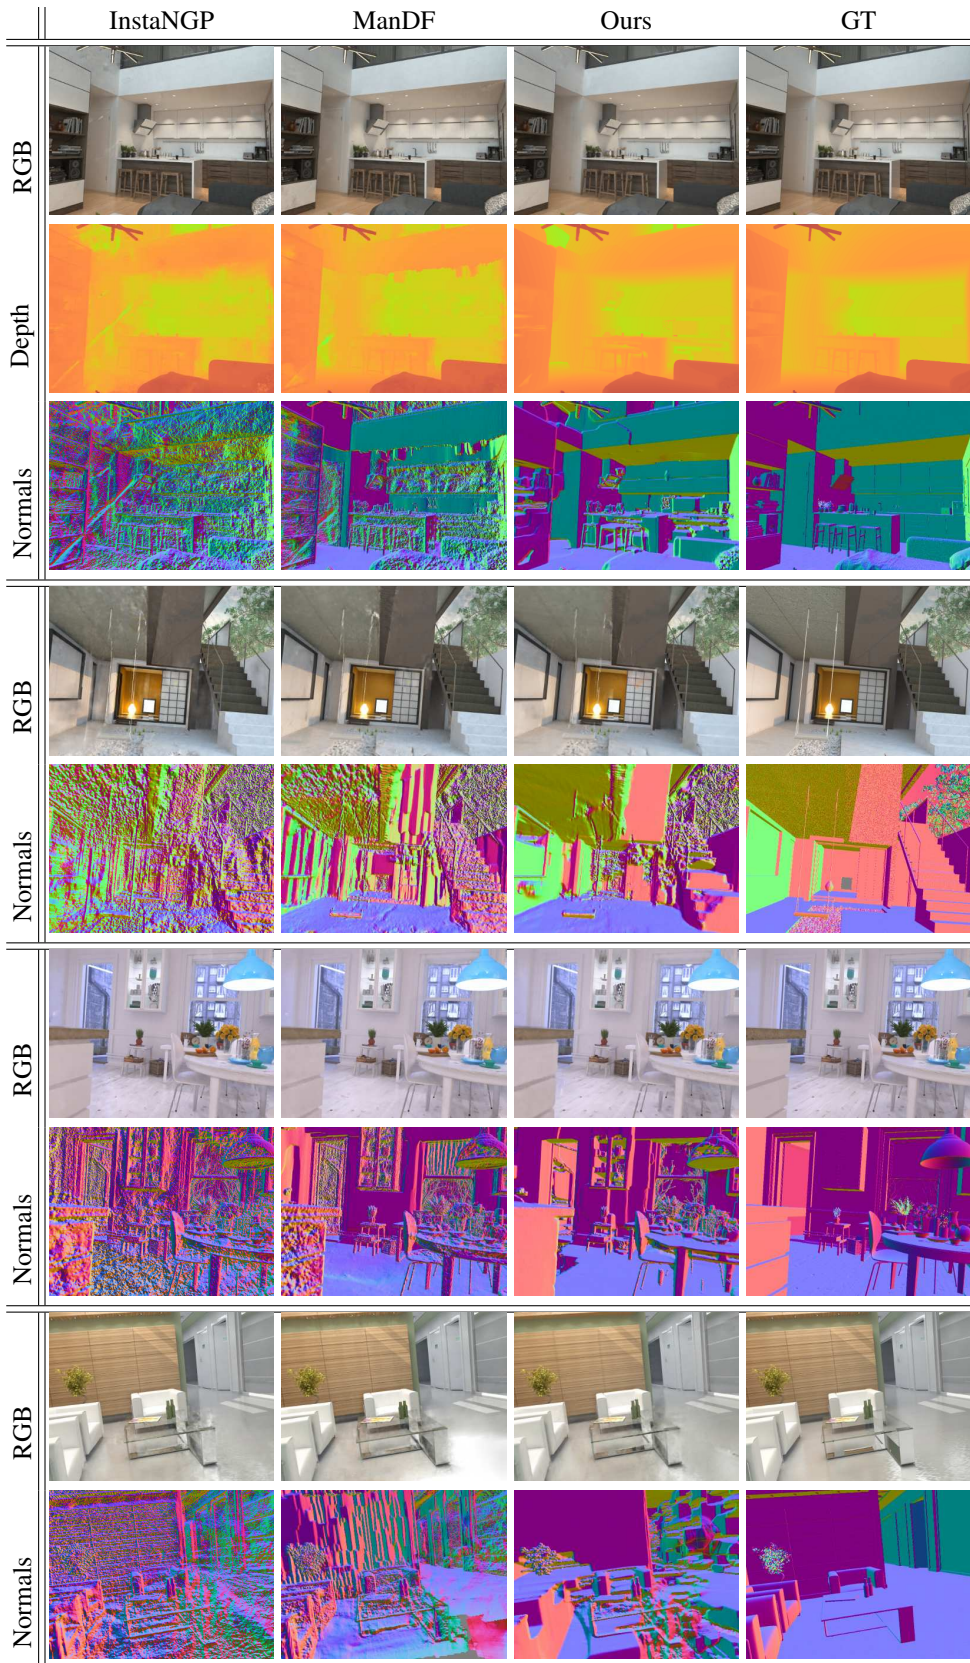 InstaNGP ManDF Ours GT
RGB
Depth
Normals
RGB
Normals
RGB
Normals
RGB
Normals